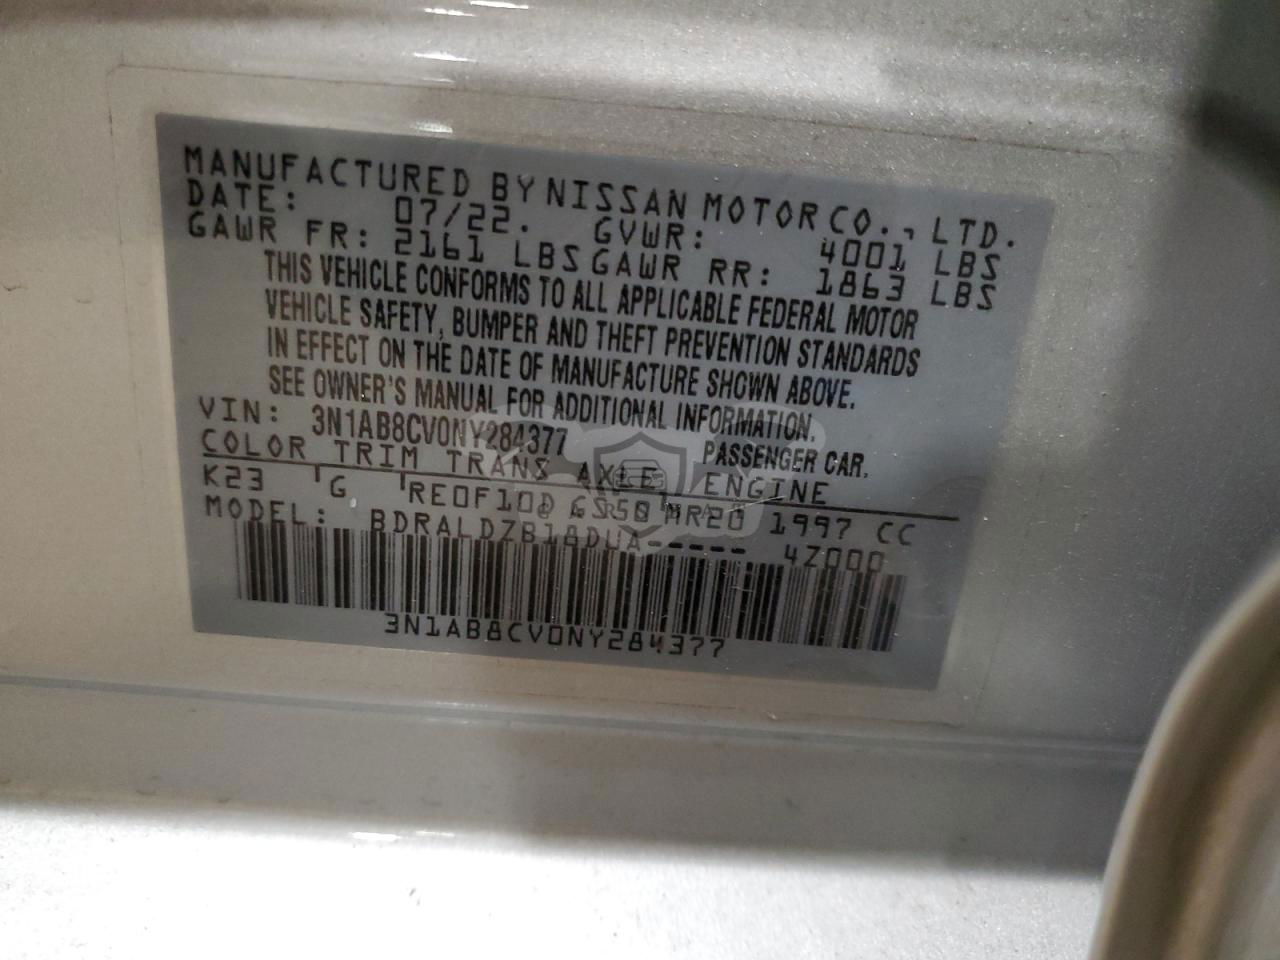 MANUFACTURED BY NISSAN MOTOR CO., LTD.
DATE: 07/22. GVWR: 4001 LBS
GAWR FR: 2161 LBS GAWR RR: 1863 LBS
THIS VEHICLE CONFORMS TO ALL APPLICABLE FEDERAL MOTOR
VEHICLE SAFETY, BUMPER AND THEFT PREVENTION STANDARDS
IN EFFECT ON THE DATE OF MANUFACTURE SHOWN ABOVE.
SEE OWNER'S MANUAL FOR ADDITIONAL INFORMATION.
VIN: 3N1AB8CV0NY284377 PASSENGER CAR.
COLOR TRIM TRANS AXLE ENGINE
K23 G RE0F10D MR20 1997 CC
MODEL: BDRALDZB18DUA----- 4Z000
3N1AB8CV0NY284377